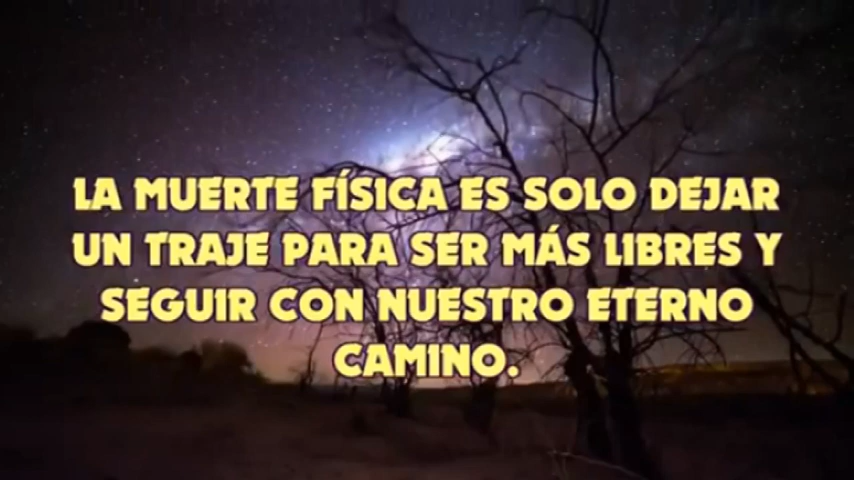 LA MUERTE FÍSICA ES SOLO DEJAR
UN TRAJE PARA SER MÁS LIBRES Y
SEGUIR CON NUESTRO ETERNO
CAMINO.